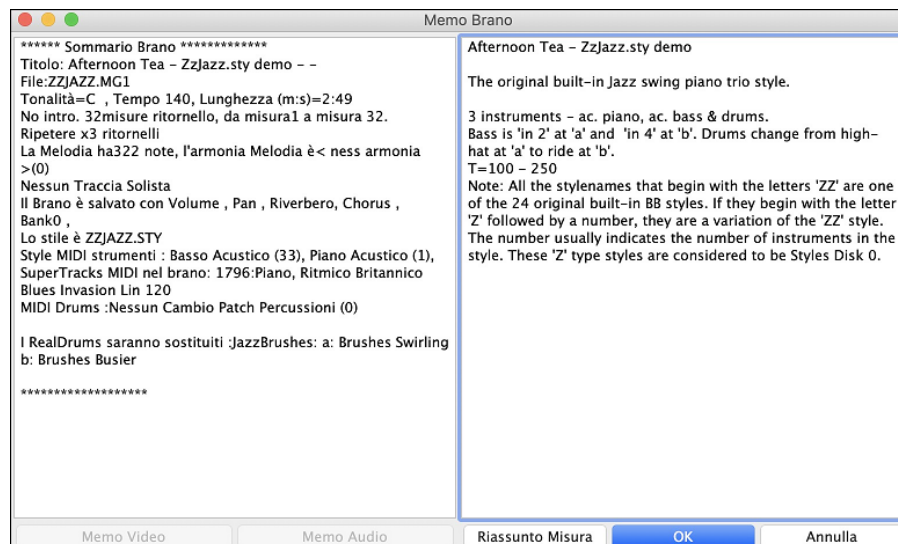 Memo Brano
****** Sommario Brano *************
Titolo: Afternoon Tea – ZzJazz.sty demo – –
File:ZZJAZZ.MG1
Tonalità=C , Tempo 140, Lunghezza (m:s)=2:49
No intro. 32misure ritornello, da misura1 a misura 32.
Ripetere x3 ritornelli
La Melodia ha322 note, l'armonia Melodia è< ness armonia
>(0)
Nessun Traccia Solista
Il Brano è salvato con Volume , Pan , Riverbero, Chorus ,
Bank0 ,
Lo stile è ZZJAZZ.STY
Style MIDI strumenti : Basso Acustico (33), Piano Acustico (1),
SuperTracks MIDI nel brano: 1796:Piano, Ritmico Britannico
Blues Invasion Lin 120
MIDI Drums :Nessun Cambio Patch Percussioni (0)
I RealDrums saranno sostituiti :JazzBrushes: a: Brushes Swirling
b: Brushes Busier
*******************
Afternoon Tea – ZzJazz.sty demo
The original built-in Jazz swing piano trio style.
3 instruments – ac. piano, ac. bass & drums.
Bass is 'in 2' at 'a' and 'in 4' at 'b'. Drums change from high-
hat at 'a' to ride at 'b'.
T=100 – 250
Note: All the stylenames that begin with the letters 'ZZ' are one
of the 24 original built-in BB styles. If they begin with the letter
'Z' followed by a number, they are a variation of the 'ZZ' style.
The number usually indicates the number of instruments in the
style. These 'Z' type styles are considered to be Styles Disk 0.
Memo Video
Memo Audio
Riassunto Misura
OK
Annulla